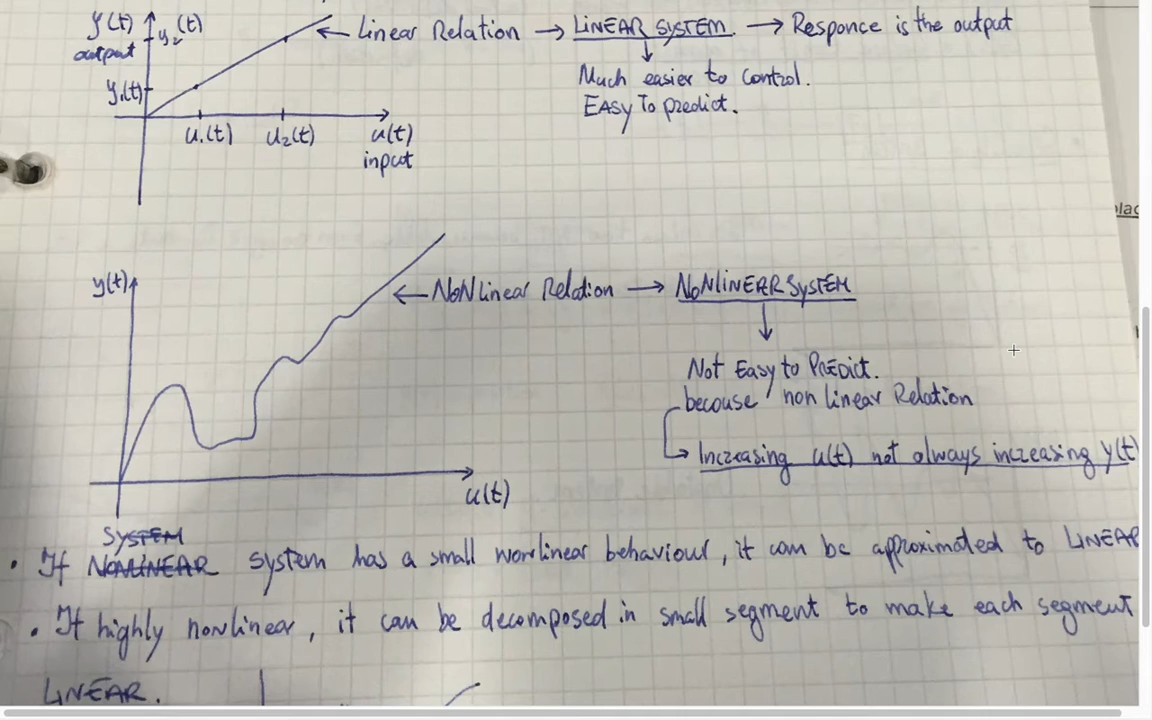 y(t) y₂(t) ← Linear Relation → LINEAR SYSTEM → Responce is the output
output
Much easier to control.
y₁(t)
EASY To predict.
u₁(t) u₂(t) u(t)
input
lac
y(t) ← NoNlinear Relation → NoNliNEAR SYSTEM
Not Easy to PREDict.
becouse non linear Relation
Increasing u(t) not always increasing y(t)
u(t)
SYSTEM
• If NONLINEAR system has a small nonlinear behaviour, it can be approximated to LINEAR
• If highly nonlinear, it can be decomposed in small segment to make each segment
LINEAR.